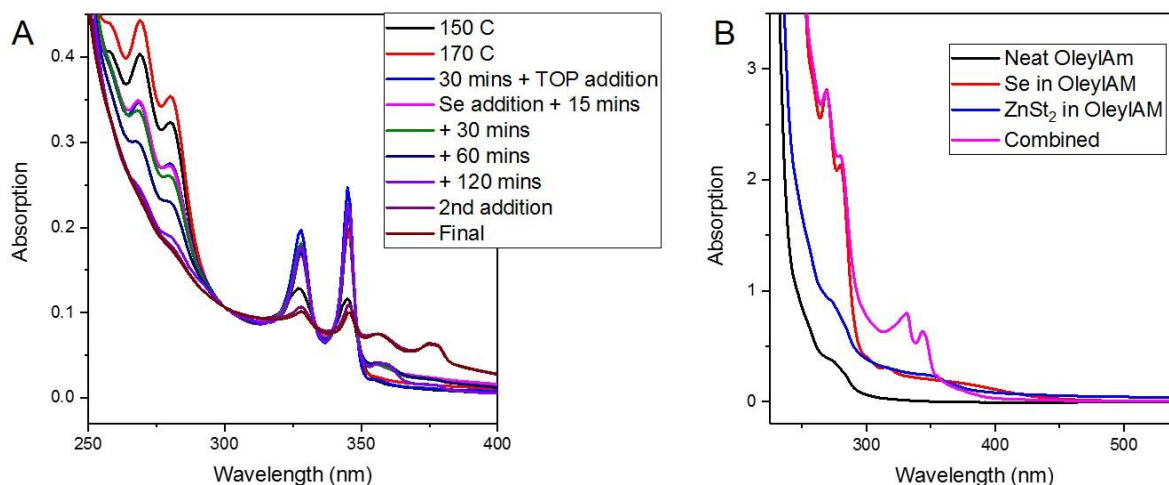 A
Absorption
0.4
0.3
0.2
0.1
0.0
250
300
350
400
Wavelength (nm)
150 C
170 C
30 mins + TOP addition
Se addition + 15 mins
+ 30 mins
+ 60 mins
+ 120 mins
2nd addition
Final
B
Absorption
3
2
1
0
300
400
500
Wavelength (nm)
Neat OleylAm
Se in OleylAM
ZnSt₂ in OleylAM
Combined